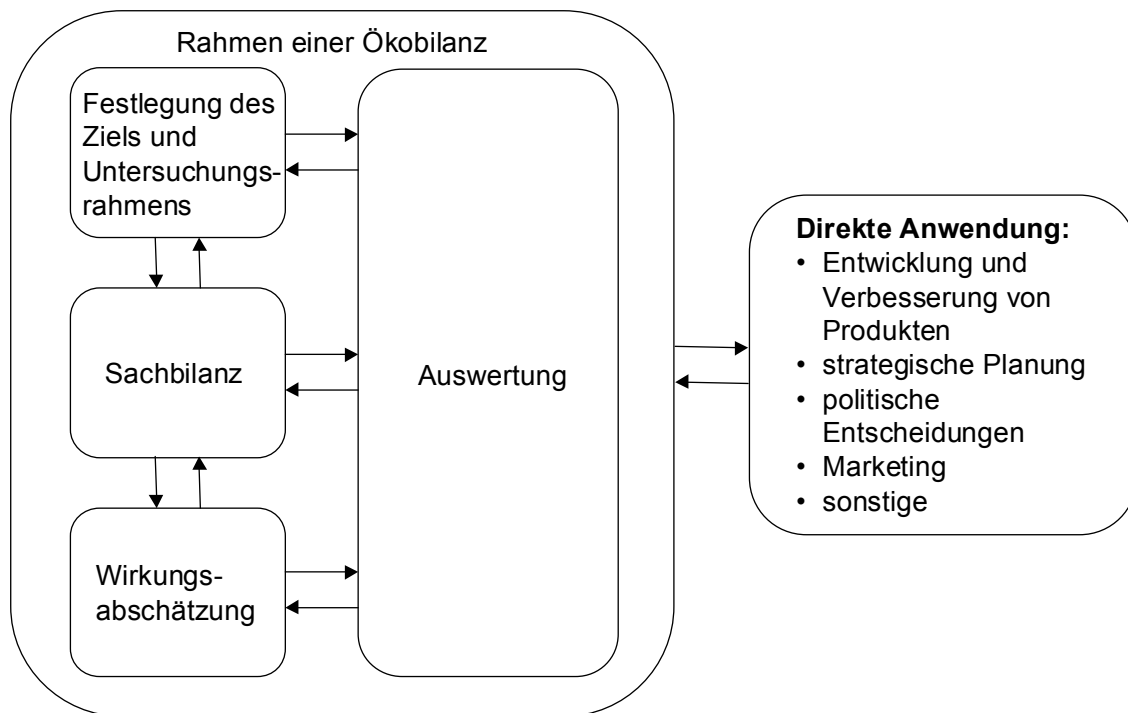 Rahmen einer Ökobilanz
Festlegung des
Ziels und
Untersuchungs-
rahmens
Sachbilanz
Wirkungs-
abschätzung
Auswertung
Direkte Anwendung:
• Entwicklung und
Verbesserung von
Produkten
• strategische Planung
• politische
Entscheidungen
• Marketing
• sonstige